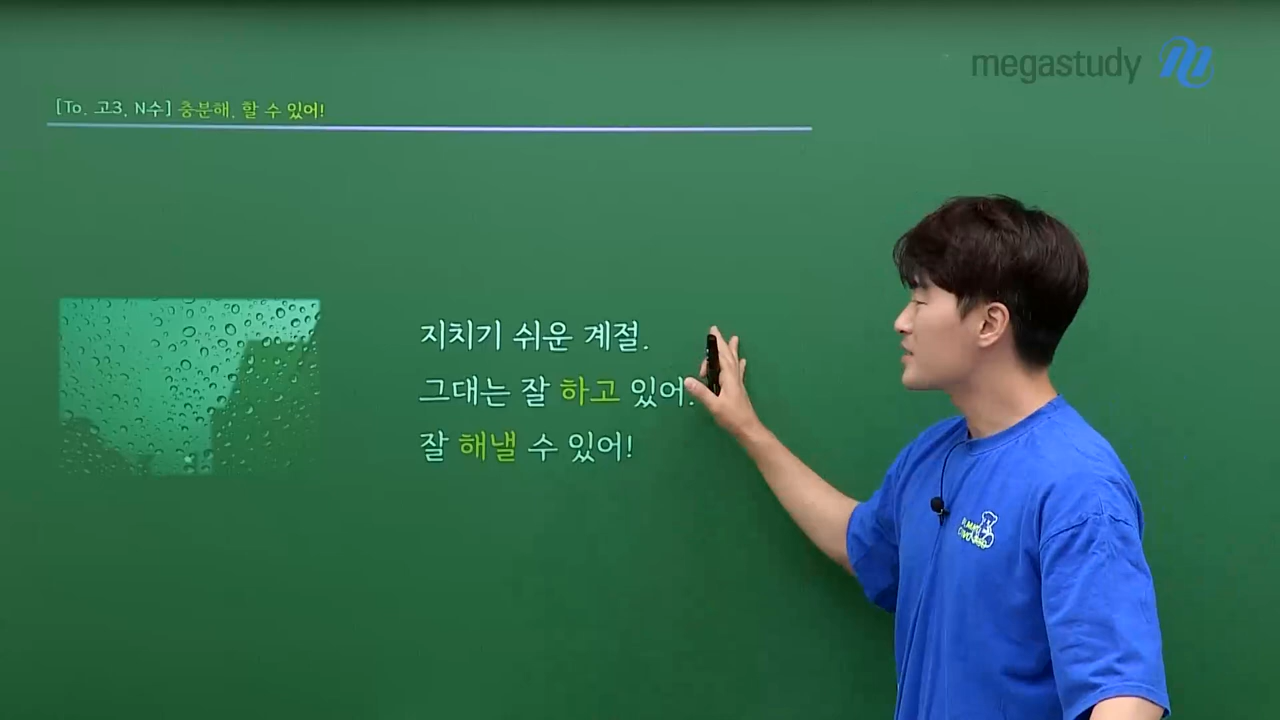 megastudy
[To. 고3, N수] 충분해. 할 수 있어!
지치기 쉬운 계절.
그대는 잘 하고 있어.
잘 해낼 수 있어!